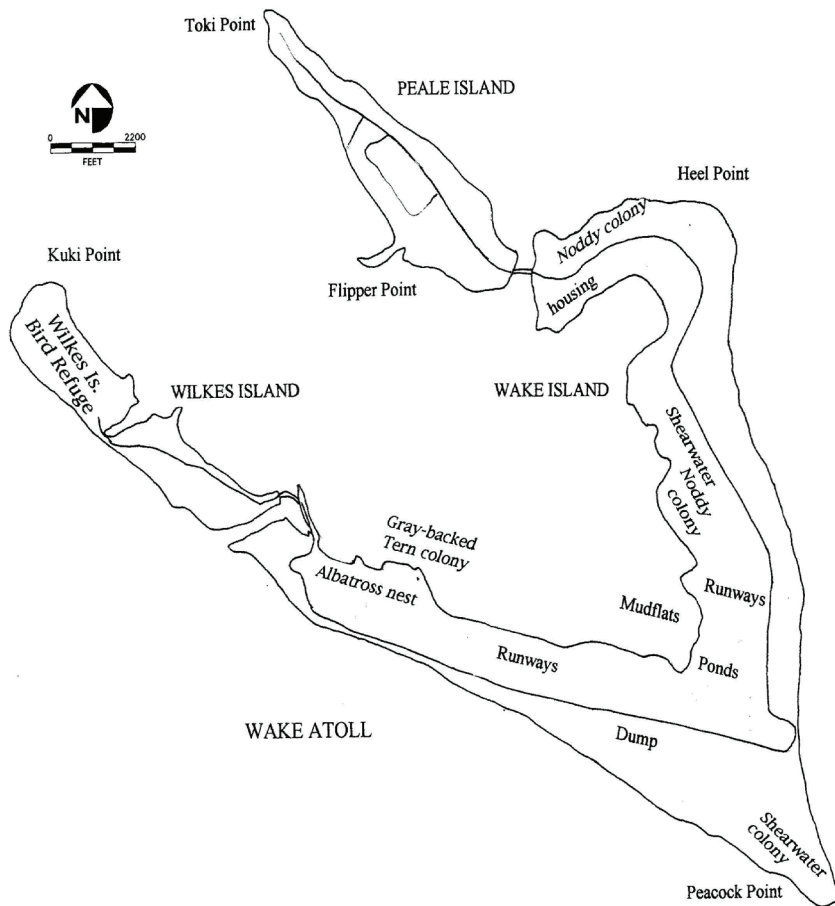 Toki Point
PEALE ISLAND
N
0 2200
FEET
Heel Point
Noddy colony
Kuki Point
Flipper Point
housing
Wilkes Is.
Bird Refuge
WILKES ISLAND
WAKE ISLAND
Shearwater
Noddy
colony
Gray-backed
Tern colony
Albatross nest
Mudflats
Runways
Runways
Ponds
WAKE ATOLL
Dump
Shearwater
colony
Peacock Point